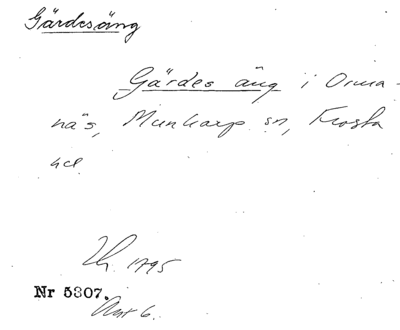 Gärdesäng
Gärdes äng i Orma-
näs, Munkarp sn, Frosta
hd.
1795
Nr 5307.